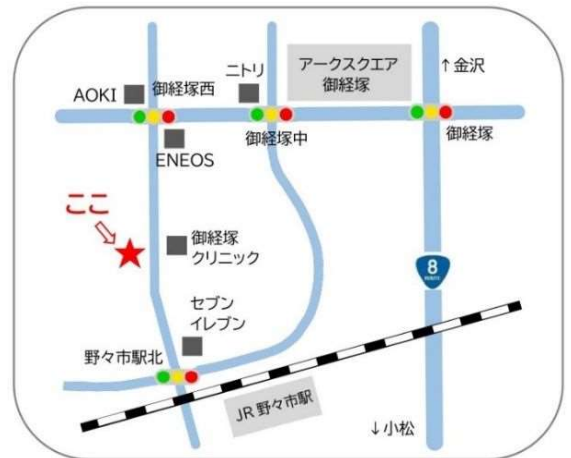 ニトリ
アークスクエア
御経塚
↑金沢
AOKI
御経塚西
御経塚中
御経塚
ENEOS
ここ
御経塚
クリニック
8
セブン
イレブン
野々市駅北
JR 野々市駅
↓小松